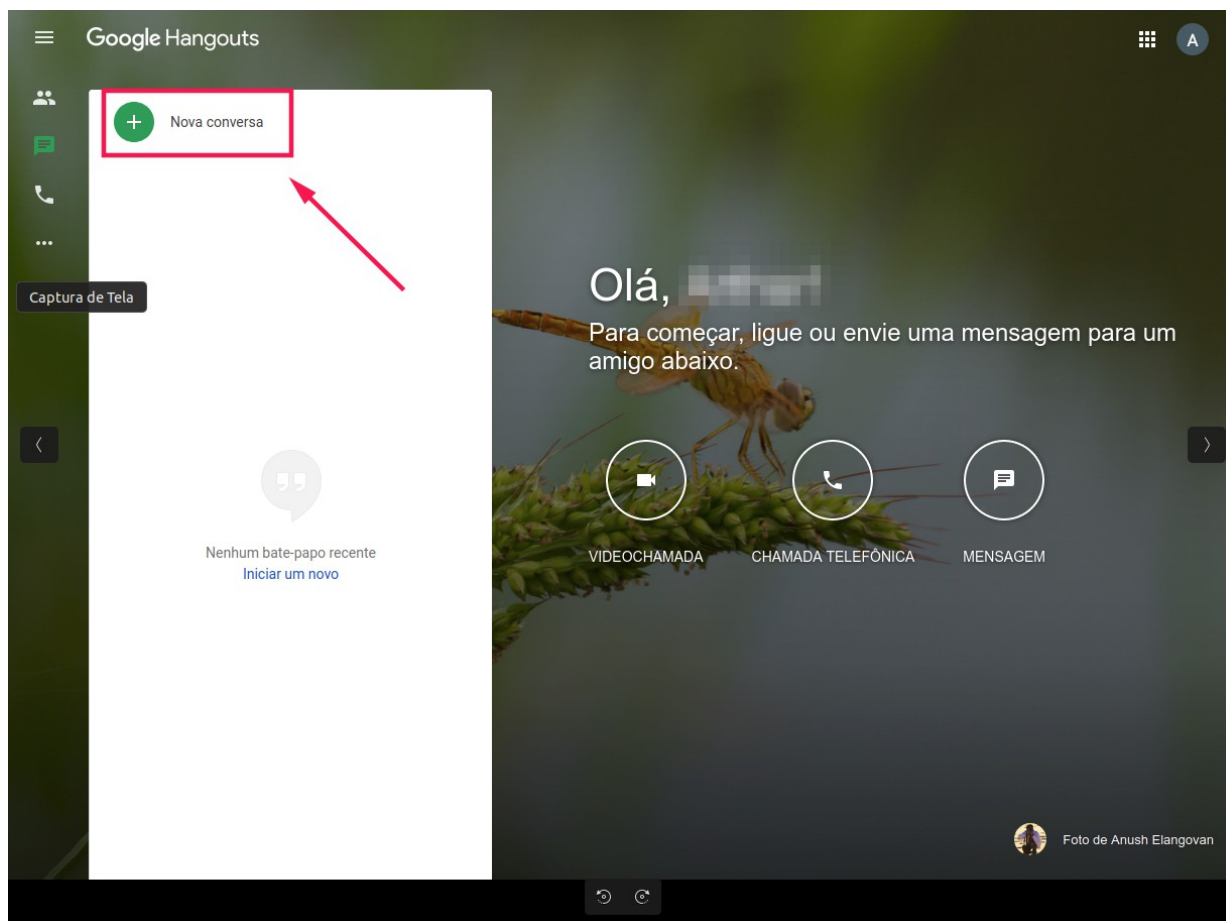 Google Hangouts
A
Nova conversa
Captura de Tela
Olá,
Para começar, ligue ou envie uma mensagem para um
amigo abaixo.
VIDEOCHAMADA
CHAMADA TELEFÔNICA
MENSAGEM
Nenhum bate-papo recente
Iniciar um novo
Foto de Anush Elangovan